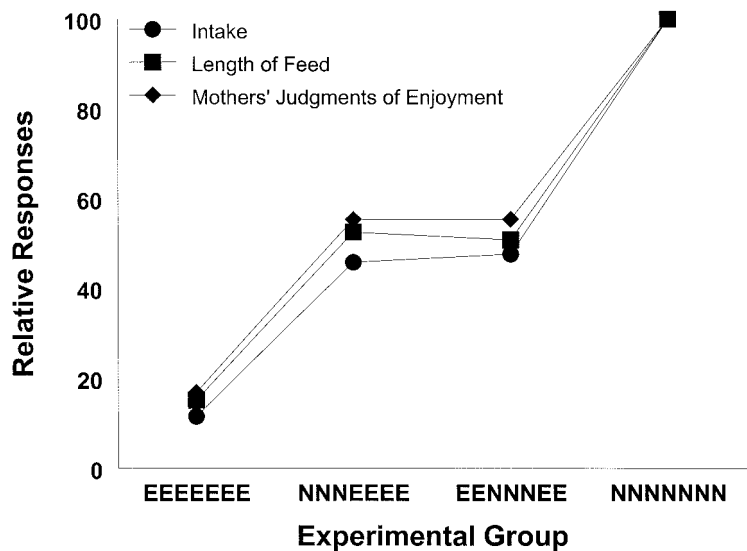 Intake
Length of Feed
Mothers' Judgments of Enjoyment
Relative Responses
100
80
60
40
20
0
EEEEEEE
NNNEEEE
EENNNEE
NNNNNNN
Experimental Group